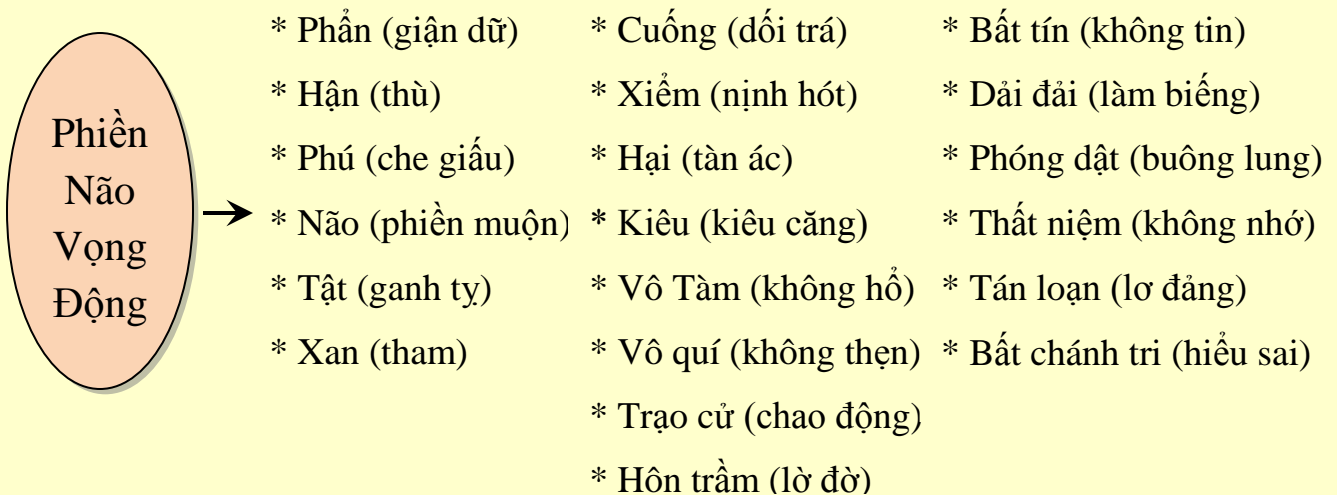 Phiền
Não
Vọng
Động
* Phẩn (giận dữ)
* Hận (thù)
* Phú (che giấu)
* Não (phiền muộn)
* Tật (ganh tỵ)
* Xan (tham)
* Cuống (dối trá)
* Xiểm (nịnh hót)
* Hại (tàn ác)
* Kiêu (kiêu căng)
* Vô Tàm (không hổ)
* Vô quí (không thẹn)
* Trạo cử (chao động)
* Hôn trầm (lờ đờ)
* Bất tín (không tin)
* Dải đải (làm biếng)
* Phóng dật (buông lung)
* Thất niệm (không nhớ)
* Tán loạn (lơ đảng)
* Bất chánh tri (hiểu sai)